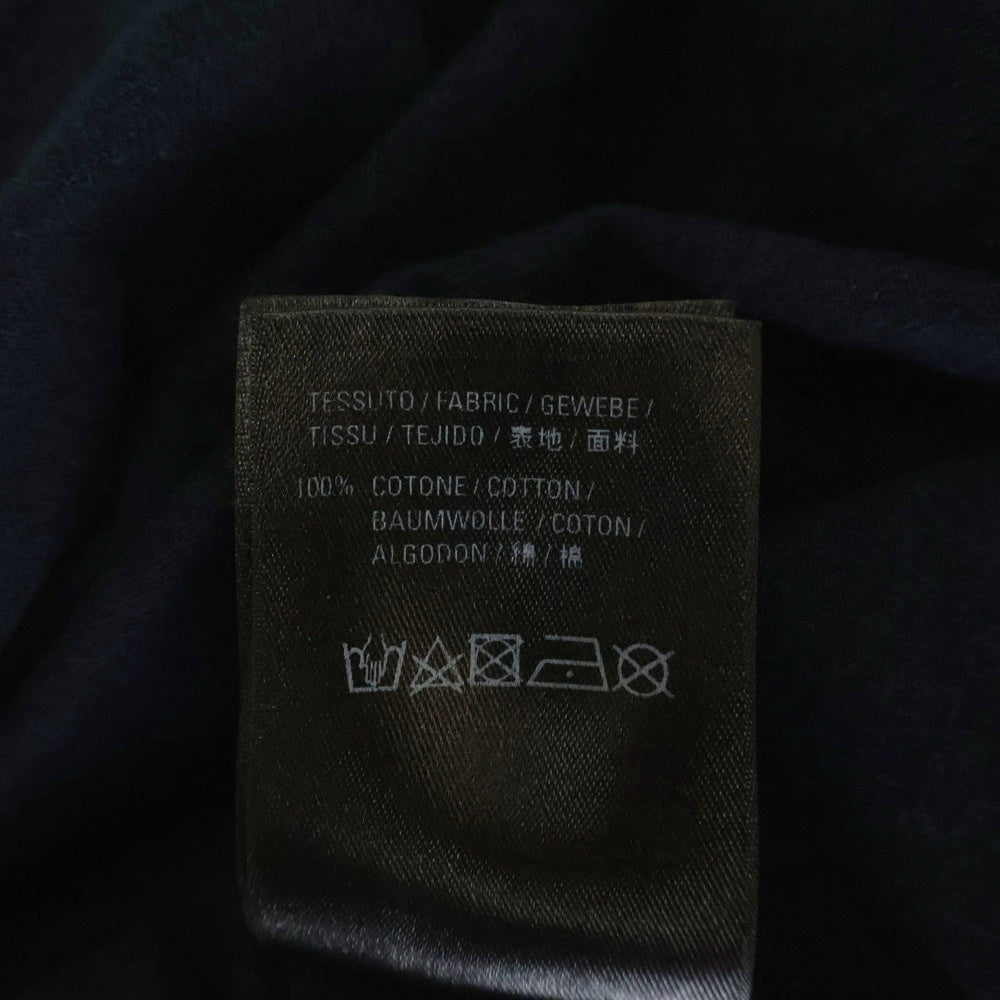 TESSUTO / FABRIC / GEWEBE /
TISSU / TEJIDO / 表地 / 面料
100% COTONE / COTTON /
BAUMWOLLE / COTON /
ALGODON / 綿 / 棉